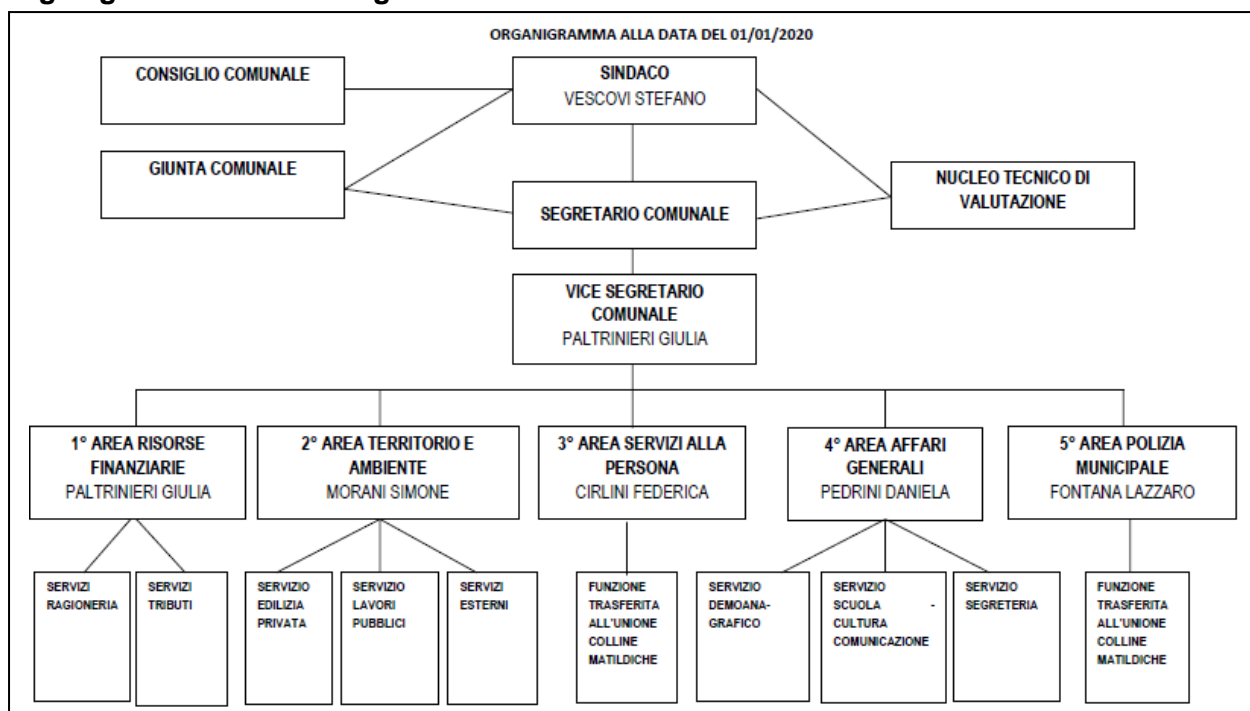 ORGANIGRAMMA ALLA DATA DEL 01/01/2020
CONSIGLIO COMUNALE
SINDACO
VESCOVI STEFANO
GIUNTA COMUNALE
NUCLEO TECNICO DI
VALUTAZIONE
SEGRETARIO COMUNALE
VICE SEGRETARIO
COMUNALE
PALTRINIERI GIULIA
1° AREA RISORSE
FINANZIARIE
PALTRINIERI GIULIA
2° AREA TERRITORIO E
AMBIENTE
MORANI SIMONE
3° AREA SERVIZI ALLA
PERSONA
CIRLINI FEDERICA
4° AREA AFFARI
GENERALI
PEDRINI DANIELA
5° AREA POLIZIA
MUNICIPALE
FONTANA LAZZARO
SERVIZI
RAGIONERIA
SERVIZI
TRIBUTI
SERVIZIO
EDILIZIA
PRIVATA
SERVIZIO
LAVORI
PUBBLICI
SERVIZI
ESTERNI
FUNZIONE
TRASFERITA
ALL'UNIONE
COLLINE
MATILDICHE
SERVIZIO
DEMOANA-
GRAFICO
SERVIZIO
SCUOLA -
CULTURA
COMUNICAZIONE
SERVIZIO
SEGRETERIA
FUNZIONE
TRASFERITA
ALL'UNIONE
COLLINE
MATILDICHE